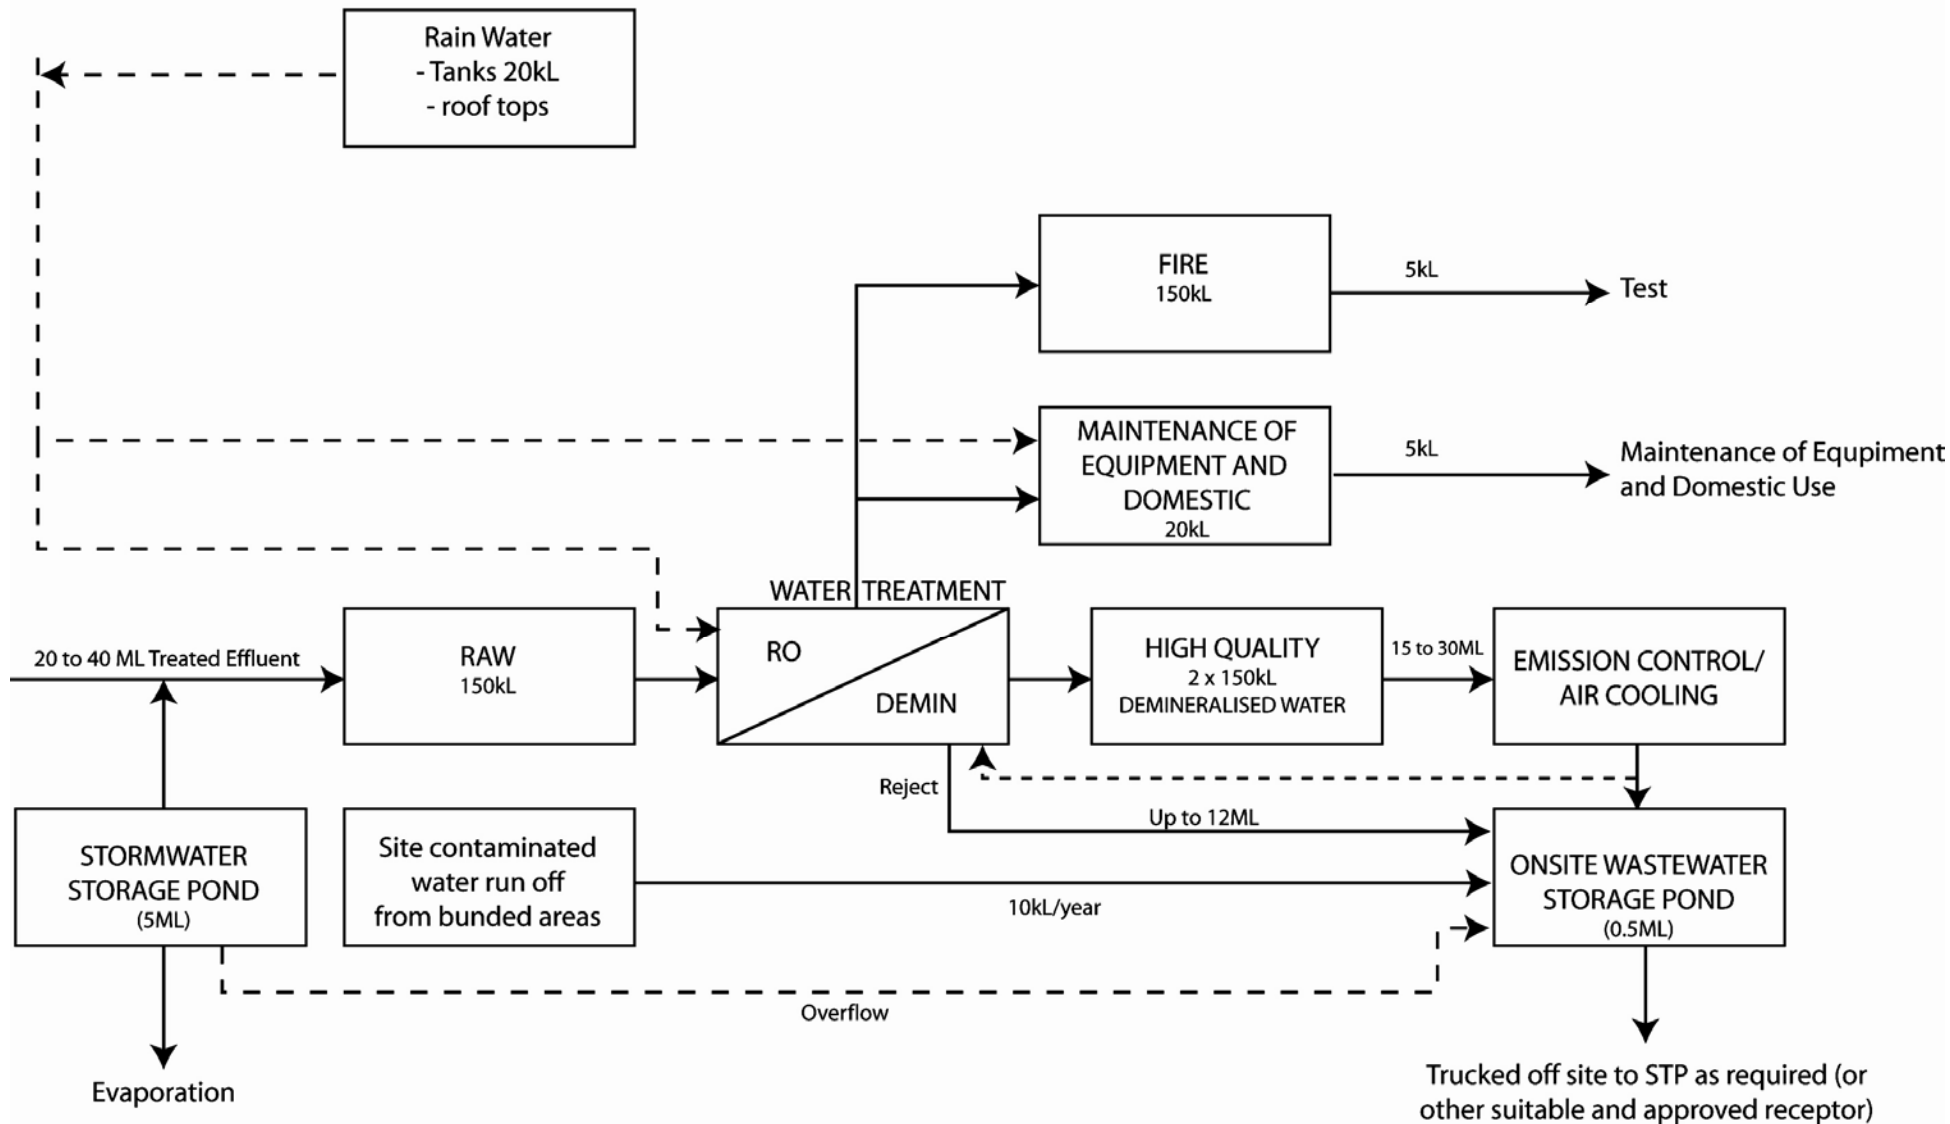 Rain Water
- Tanks 20kL
- roof tops
FIRE
150kL
5kL
Test
MAINTENANCE OF
EQUIPMENT AND
DOMESTIC
20kL
5kL
Maintenance of Equpiment
and Domestic Use
WATER TREATMENT
20 to 40 ML Treated Effluent
RAW
150kL
RO
DEMIN
HIGH QUALITY
2 x 150kL
DEMINERALISED WATER
15 to 30ML
EMISSION CONTROL/
AIR COOLING
Reject
Up to 12ML
STORMWATER
STORAGE POND
(5ML)
Site contaminated
water run off
from bunded areas
10kL/year
ONSITE WASTEWATER
STORAGE POND
(0.5ML)
Overflow
Evaporation
Trucked off site to STP as required (or
other suitable and approved receptor)